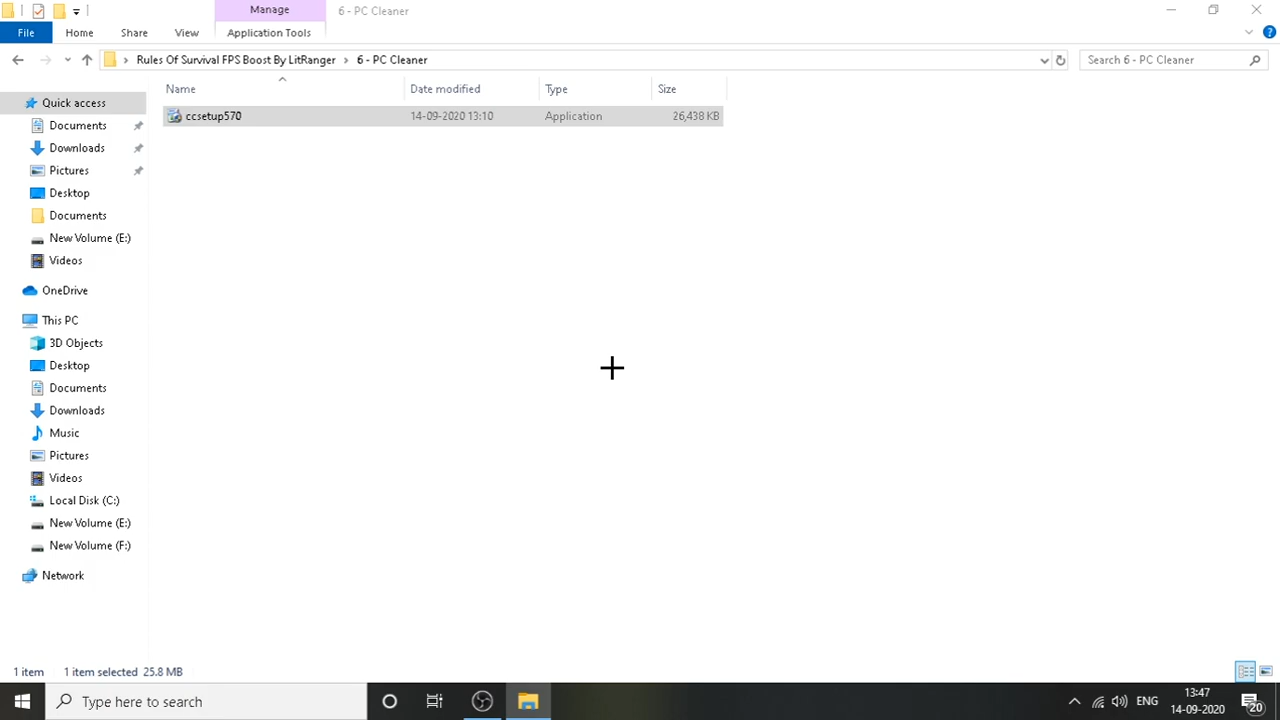 Manage
6 - PC Cleaner
File
Home
Share
View
Application Tools
Rules Of Survival FPS Boost By LitRanger
6 - PC Cleaner
Search 6 - PC Cleaner
Name
Date modified
Type
Size
ccsetup570
14-09-2020 13:10
Application
26,438 KB
Quick access
Documents
Downloads
Pictures
Desktop
Documents
New Volume (E:)
Videos
OneDrive
This PC
3D Objects
Desktop
Documents
Downloads
Music
Pictures
Videos
Local Disk (C:)
New Volume (E:)
New Volume (F:)
Network
1 item
1 item selected 25.8 MB
Type here to search
ENG
13:47
14-09-2020
20